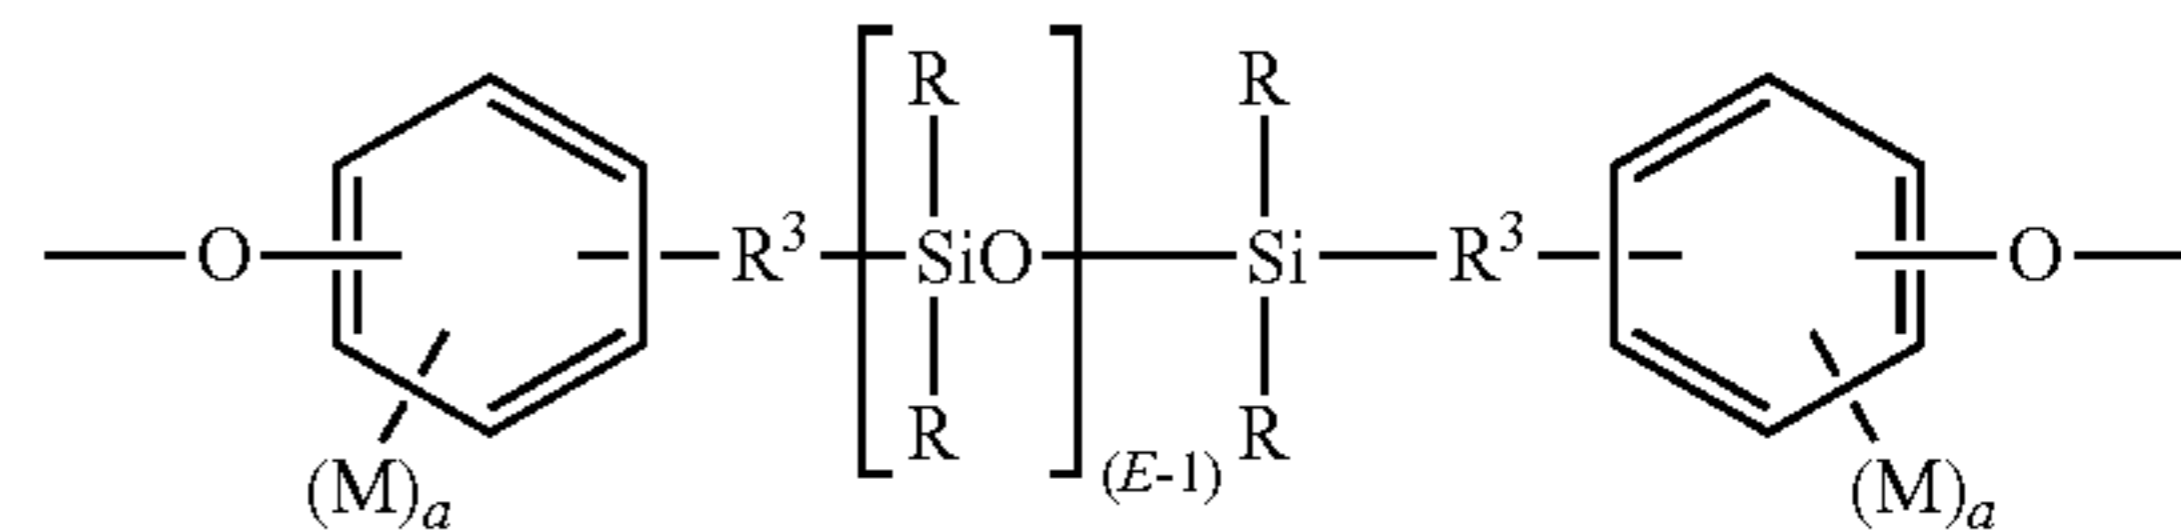 R R
O R³ SiO Si R³ O
R R
(E-1)
(M)a (M)a